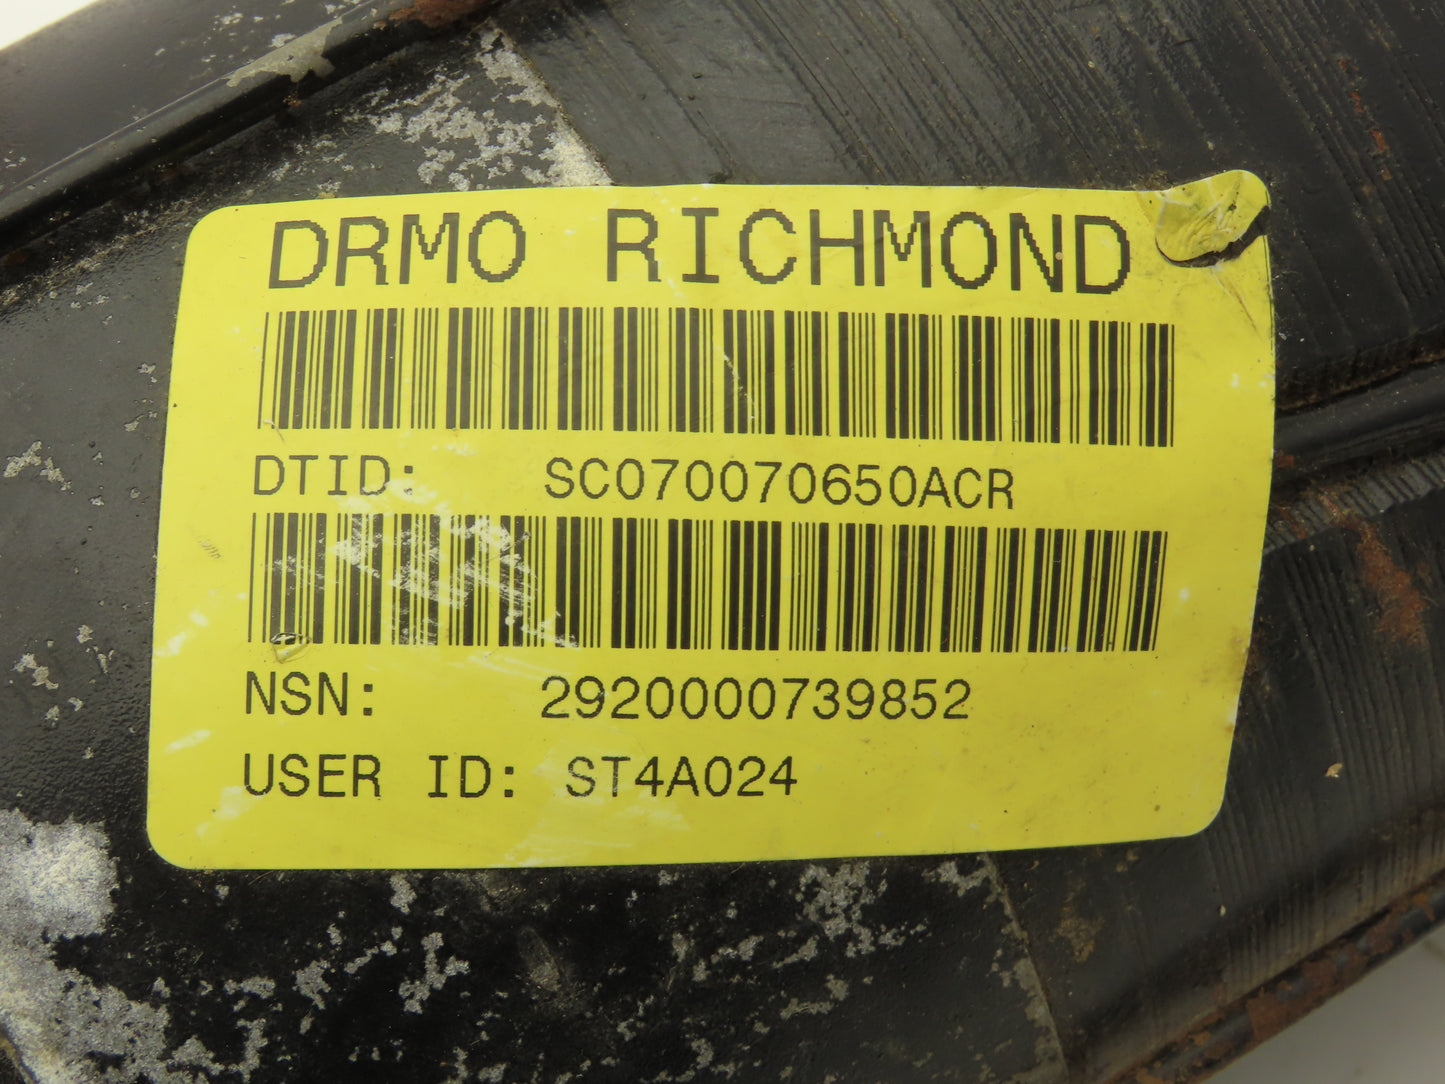 DRMO RICHMOND
DTID: SC070070650ACR
NSN: 2920000739852
USER ID: ST4A024